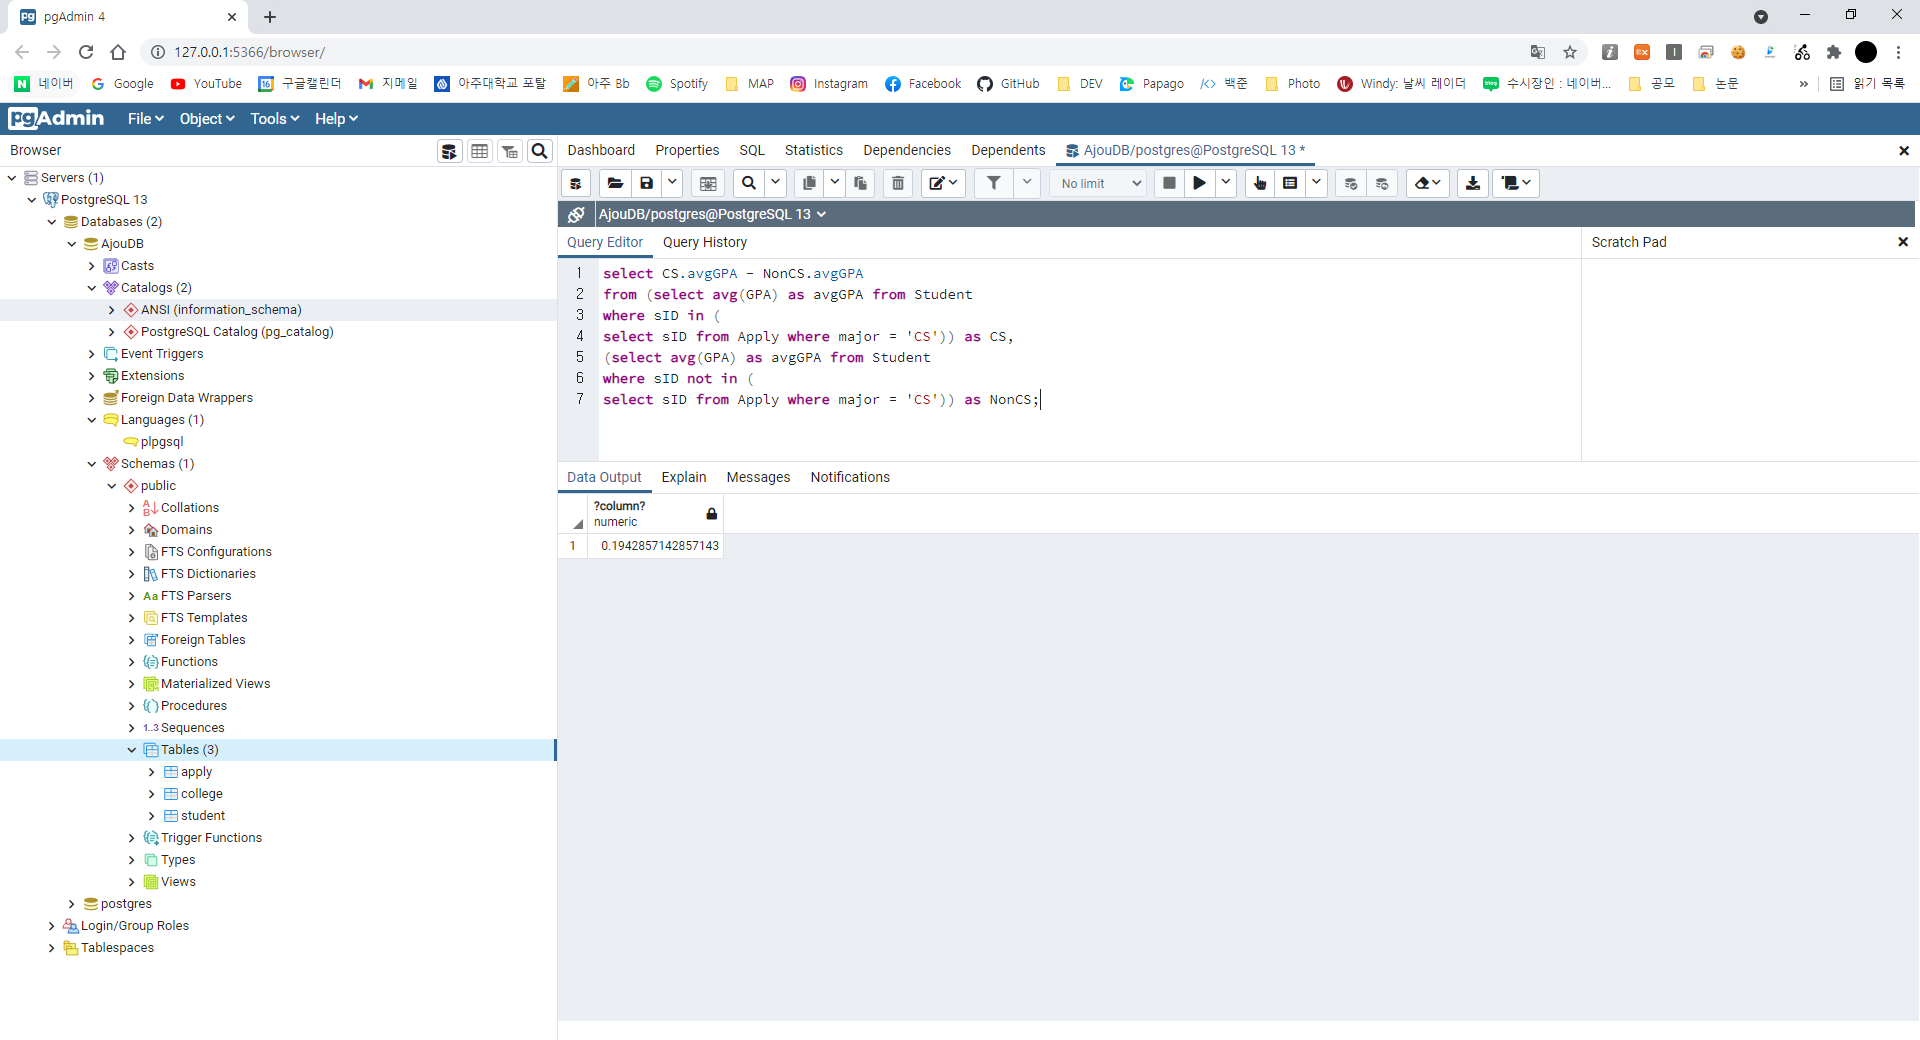 pgAdmin 4
127.0.0.1:5366/browser/
네이버 Google YouTube 구글캘린더 지메일 아주대학교 포탈 아주 Bb Spotify MAP Instagram Facebook GitHub DEV Papago 백준 Photo Windy: 날씨 레이더 수시장인 : 네이버... 공모 논문 » 읽기 목록
pgAdmin File Object Tools Help
Browser
Dashboard Properties SQL Statistics Dependencies Dependents AjouDB/postgres@PostgreSQL 13 *
No limit
AjouDB/postgres@PostgreSQL 13
Query Editor Query History
Scratch Pad
Servers (1)
PostgreSQL 13
Databases (2)
AjouDB
Casts
Catalogs (2)
ANSI (information_schema)
PostgreSQL Catalog (pg_catalog)
Event Triggers
Extensions
Foreign Data Wrappers
Languages (1)
plpgsql
Schemas (1)
public
Collations
Domains
FTS Configurations
FTS Dictionaries
Aa FTS Parsers
FTS Templates
Foreign Tables
Functions
Materialized Views
Procedures
1..3 Sequences
Tables (3)
apply
college
student
Trigger Functions
Types
Views
postgres
Login/Group Roles
Tablespaces
1 select CS.avgGPA - NonCS.avgGPA
2 from (select avg(GPA) as avgGPA from Student
3 where sID in (
4 select sID from Apply where major = 'CS')) as CS,
5 (select avg(GPA) as avgGPA from Student
6 where sID not in (
7 select sID from Apply where major = 'CS')) as NonCS;
Data Output Explain Messages Notifications
?column?
numeric
1 0.1942857142857143